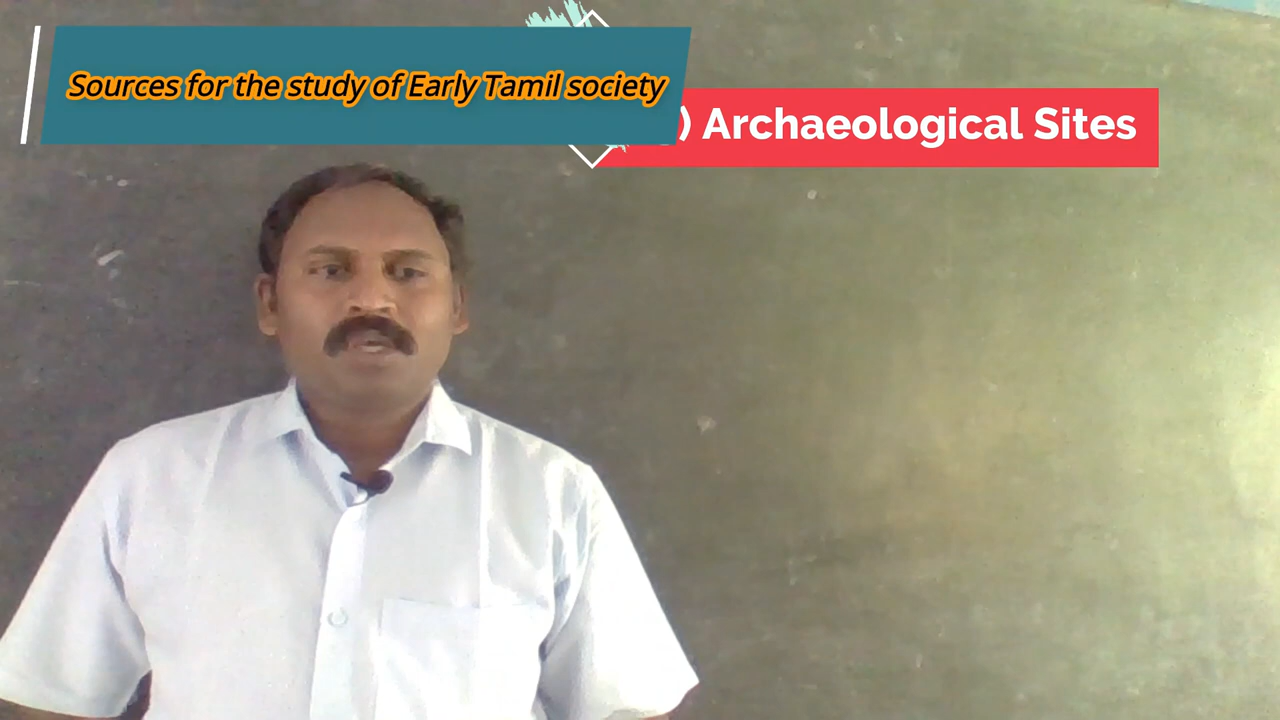 Sources for the study of Early Tamil society
) Archaeological Sites